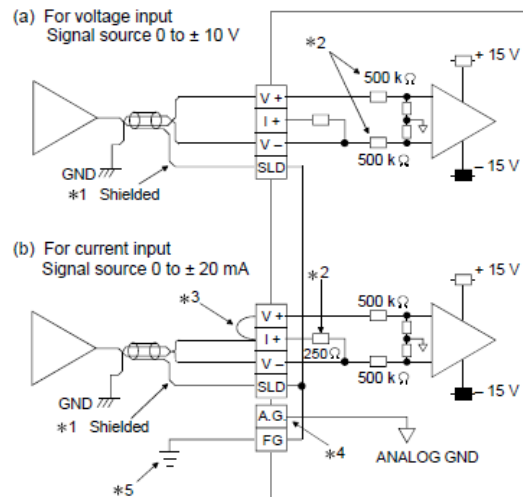 (a) For voltage input
Signal source 0 to ± 10 V
*2
500 kΩ
+ 15 V
V +
I +
V −
SLD
500 kΩ
− 15 V
GND
*1 Shielded
(b) For current input
Signal source 0 to ± 20 mA
*3
*2
500 kΩ
+ 15 V
V +
I +
250Ω
V −
SLD
500 kΩ
− 15 V
GND
*1 Shielded
A.G.
FG
*4
ANALOG GND
*5